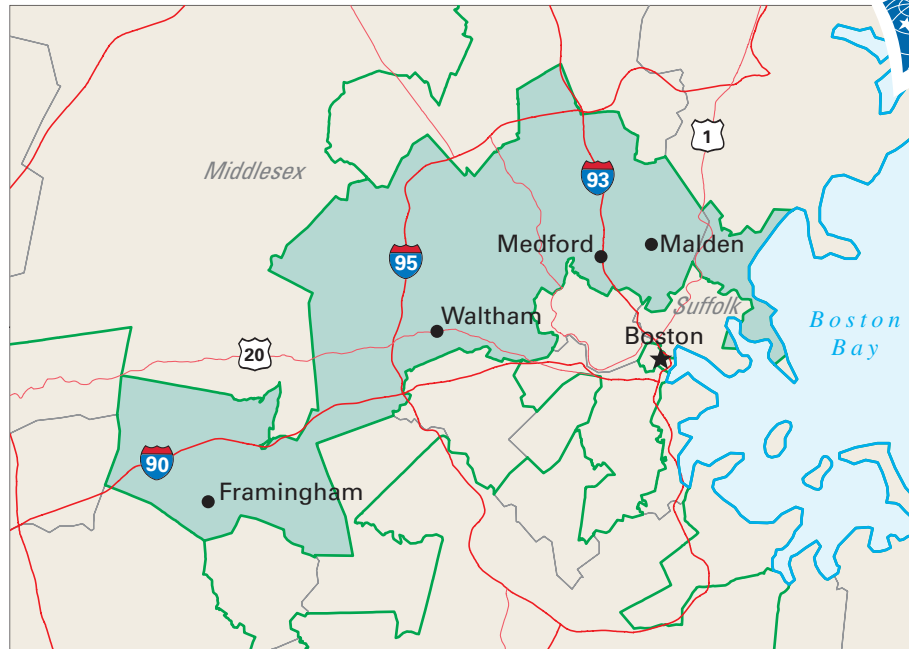 1
Middlesex
93
Medford
Malden
95
Suffolk
Waltham
Boston
Boston
Bay
20
90
Framingham